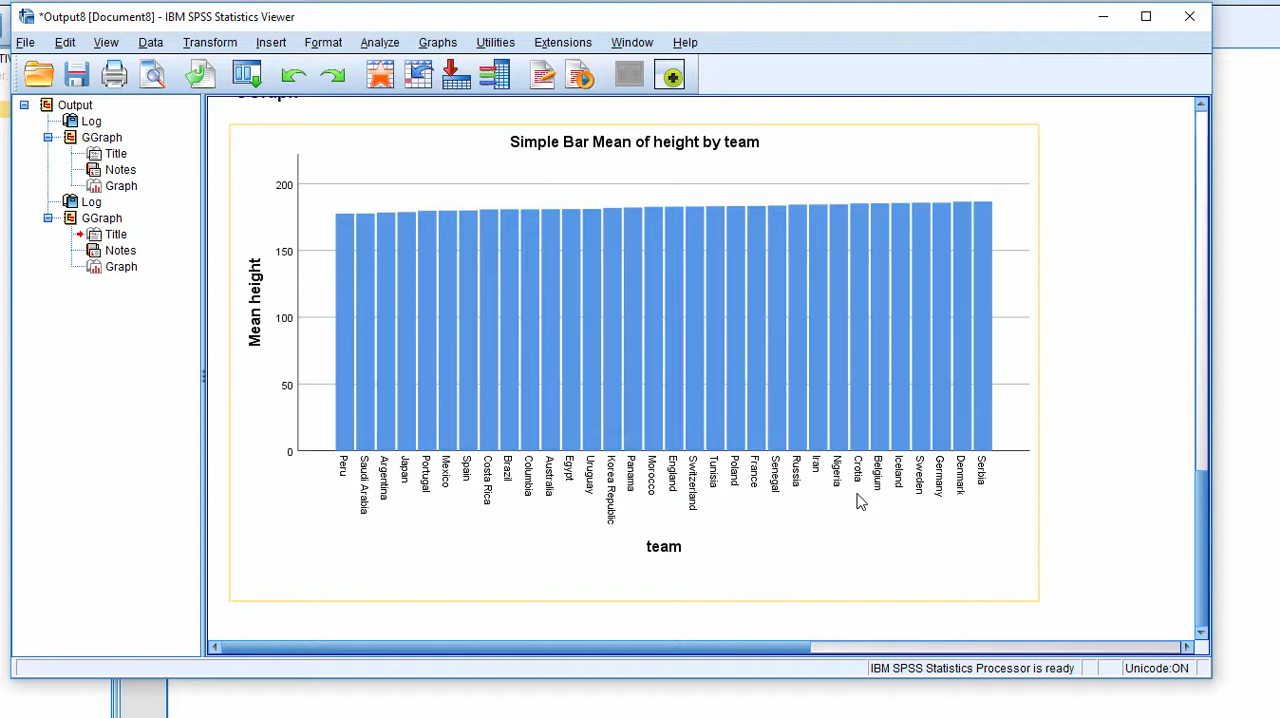 *Output8 [Document8] - IBM SPSS Statistics Viewer
File Edit View Data Transform Insert Format Analyze Graphs Utilities Extensions Window Help
Output
Log
GGraph
Title
Notes
Graph
Log
GGraph
Title
Notes
Graph
Simple Bar Mean of height by team
Mean height
200
150
100
50
0
Peru
Saudi Arabia
Argentina
Japan
Portugal
Mexico
Spain
Costa Rica
Brazil
Columbia
Australia
Egypt
Uruguay
Korea Republic
Panama
Morocco
England
Switzerland
Tunisia
Poland
France
Senegal
Russia
Iran
Nigeria
Crotia
Belgium
Iceland
Sweden
Germany
Denmark
Serbia
team
IBM SPSS Statistics Processor is ready
Unicode:ON